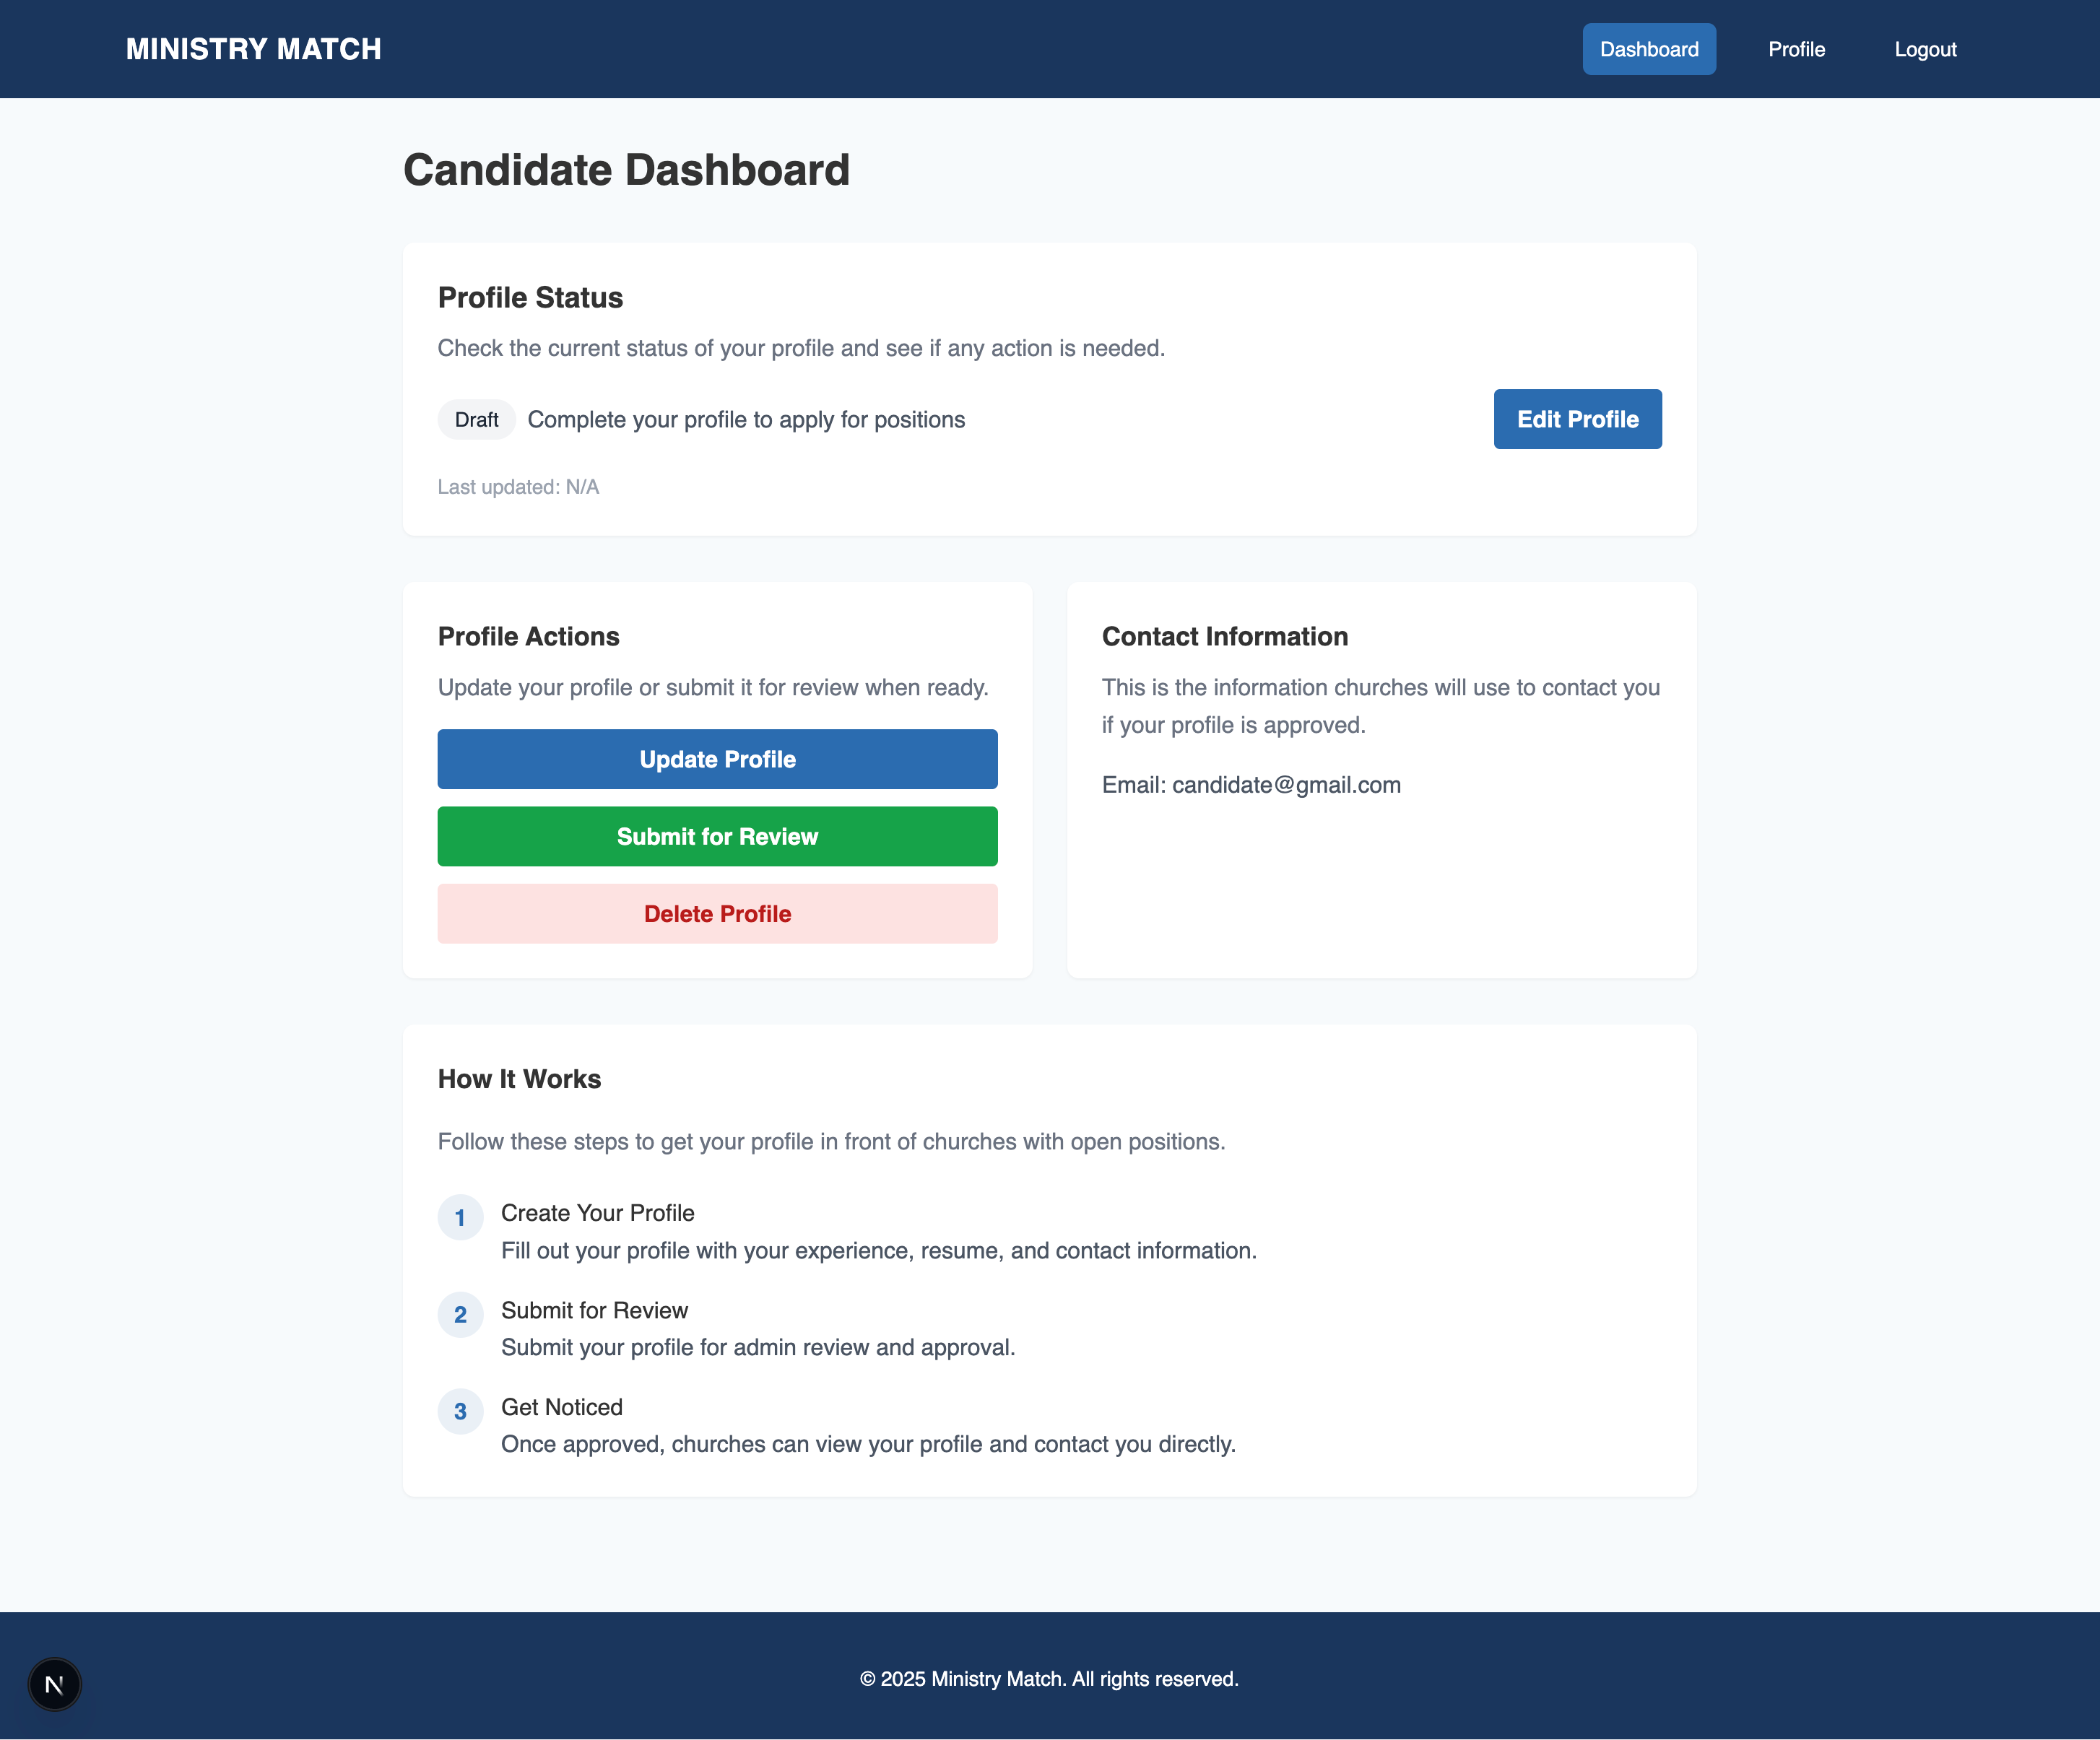 MINISTRY MATCH
Dashboard
Profile
Logout
Candidate Dashboard
Profile Status
Check the current status of your profile and see if any action is needed.
Draft
Complete your profile to apply for positions
Edit Profile
Last updated: N/A
Profile Actions
Update your profile or submit it for review when ready.
Update Profile
Submit for Review
Delete Profile
Contact Information
This is the information churches will use to contact you
if your profile is approved.
Email: candidate@gmail.com
How It Works
Follow these steps to get your profile in front of churches with open positions.
1
Create Your Profile
Fill out your profile with your experience, resume, and contact information.
2
Submit for Review
Submit your profile for admin review and approval.
3
Get Noticed
Once approved, churches can view your profile and contact you directly.
N
© 2025 Ministry Match. All rights reserved.